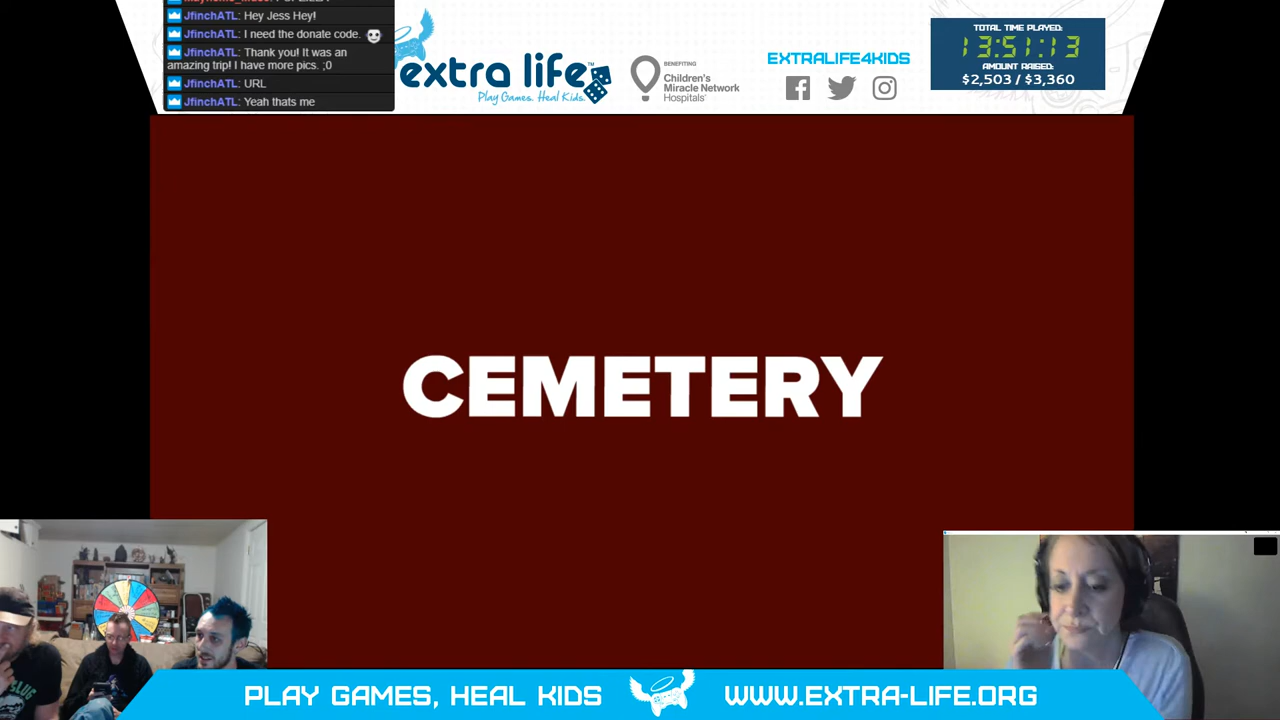 JfinchATL: Hey Jess Hey!
JfinchATL: I need the donate code.
JfinchATL: Thank you! It was an
amazing trip! I have more pics. ;0
JfinchATL: URL
JfinchATL: Yeah thats me
extra life™
Play Games. Heal Kids.
BENEFITING
Children's
Miracle Network
Hospitals
EXTRALIFE4KIDS
TOTAL TIME PLAYED:
13:51:13
AMOUNT RAISED:
$2,503 / $3,360
CEMETERY
PLAY GAMES, HEAL KIDS
WWW.EXTRA-LIFE.ORG